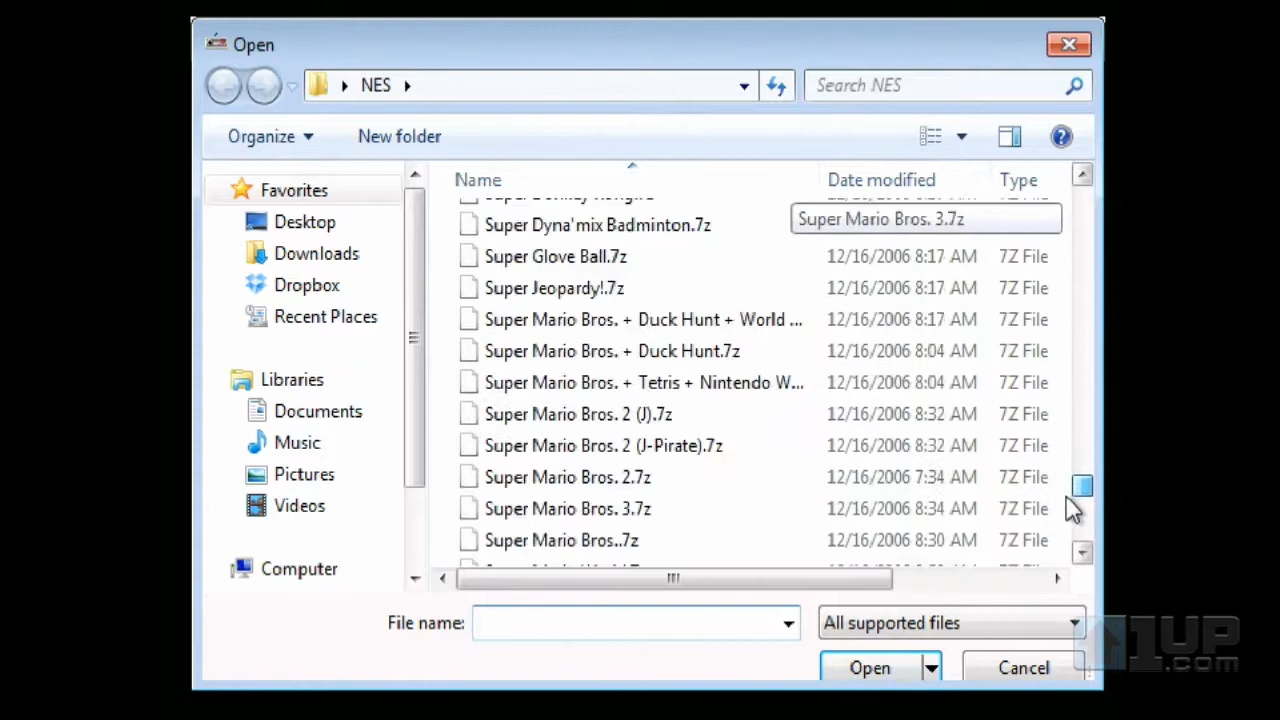 Open
NES
Search NES
Organize
New folder
Name
Date modified
Type
Favorites
Desktop
Downloads
Dropbox
Recent Places
Libraries
Documents
Music
Pictures
Videos
Computer
Super Mario Bros. 3.7z
Super Dyna'mix Badminton.7z
Super Glove Ball.7z 12/16/2006 8:17 AM 7Z File
Super Jeopardy!.7z 12/16/2006 8:17 AM 7Z File
Super Mario Bros. + Duck Hunt + World ... 12/16/2006 8:17 AM 7Z File
Super Mario Bros. + Duck Hunt.7z 12/16/2006 8:04 AM 7Z File
Super Mario Bros. + Tetris + Nintendo W... 12/16/2006 8:04 AM 7Z File
Super Mario Bros. 2 (J).7z 12/16/2006 8:32 AM 7Z File
Super Mario Bros. 2 (J-Pirate).7z 12/16/2006 8:32 AM 7Z File
Super Mario Bros. 2.7z 12/16/2006 7:34 AM 7Z File
Super Mario Bros. 3.7z 12/16/2006 8:34 AM 7Z File
Super Mario Bros..7z 12/16/2006 8:30 AM 7Z File
File name:
All supported files
Open
Cancel
1UP
.com